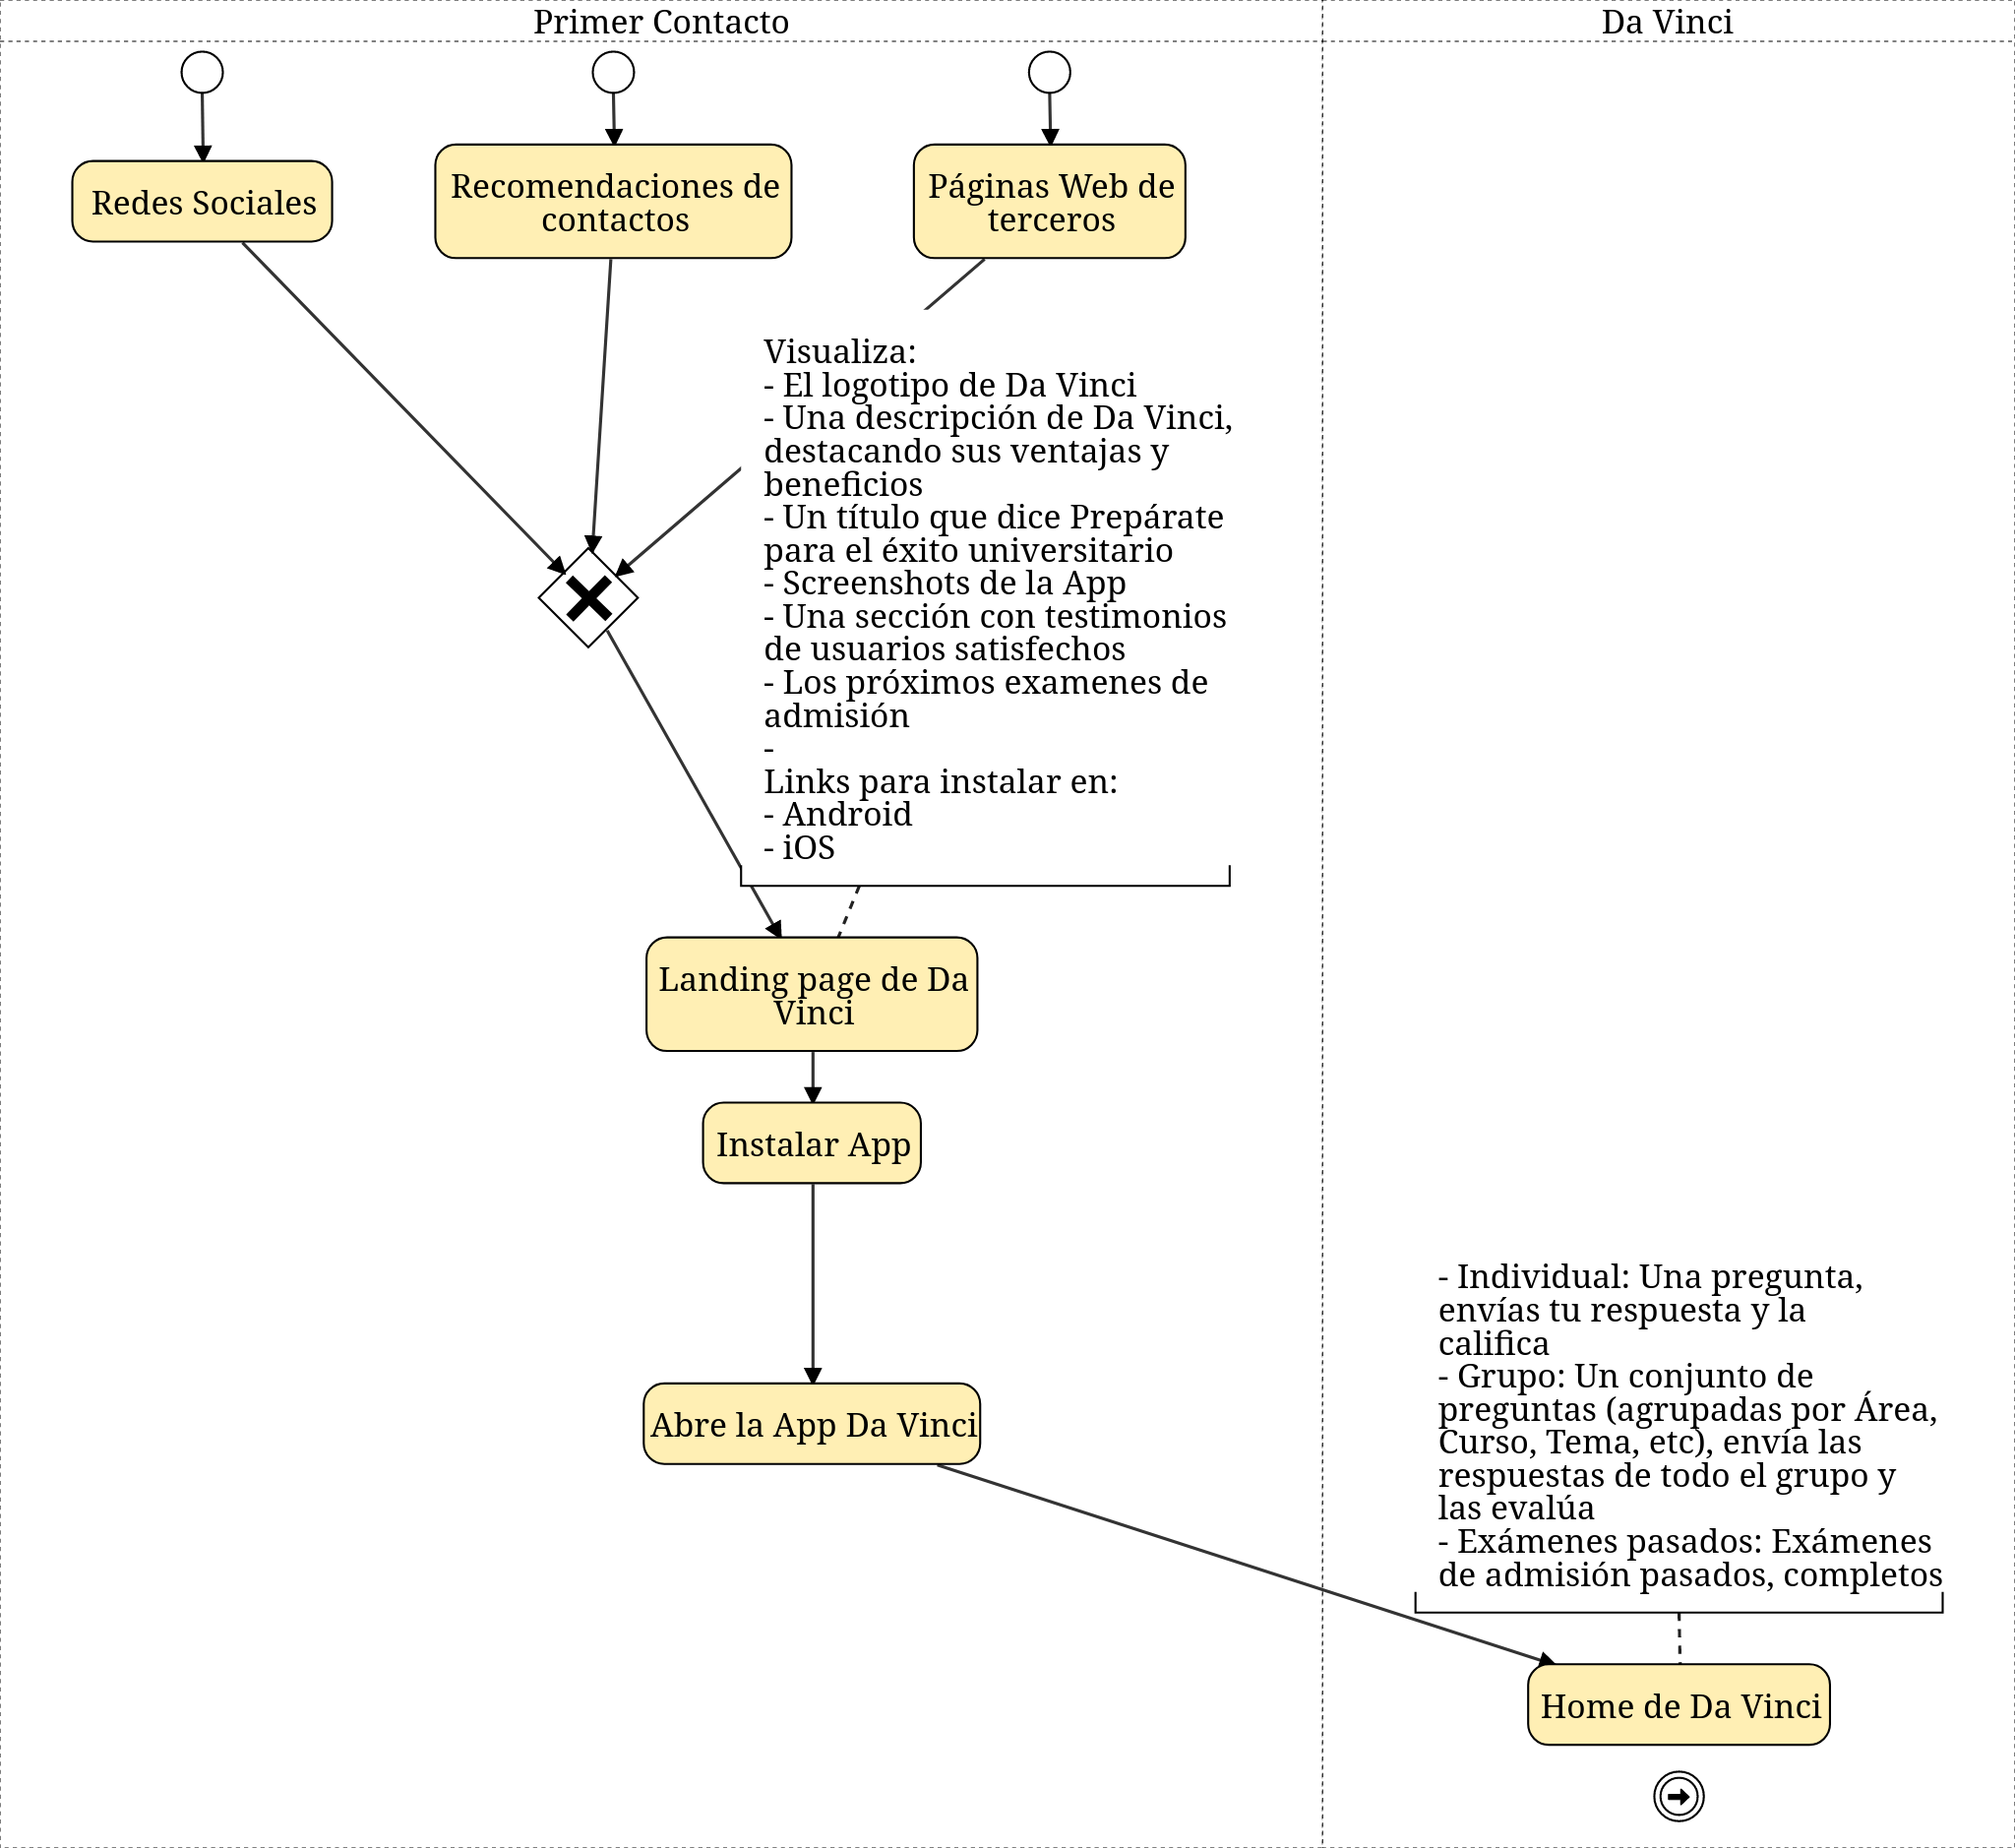 Primer Contacto
Da Vinci
Redes Sociales
Recomendaciones de
contactos
Páginas Web de
terceros
Visualiza:
- El logotipo de Da Vinci
- Una descripción de Da Vinci,
destacando sus ventajas y
beneficios
- Un título que dice Prepárate
para el éxito universitario
- Screenshots de la App
- Una sección con testimonios
de usuarios satisfechos
- Los próximos examenes de
admisión
-
Links para instalar en:
- Android
- iOS
Landing page de Da
Vinci
Instalar App
Abre la App Da Vinci
- Individual: Una pregunta,
envías tu respuesta y la
califica
- Grupo: Un conjunto de
preguntas (agrupadas por Área,
Curso, Tema, etc), envía las
respuestas de todo el grupo y
las evalúa
- Exámenes pasados: Exámenes
de admisión pasados, completos
Home de Da Vinci